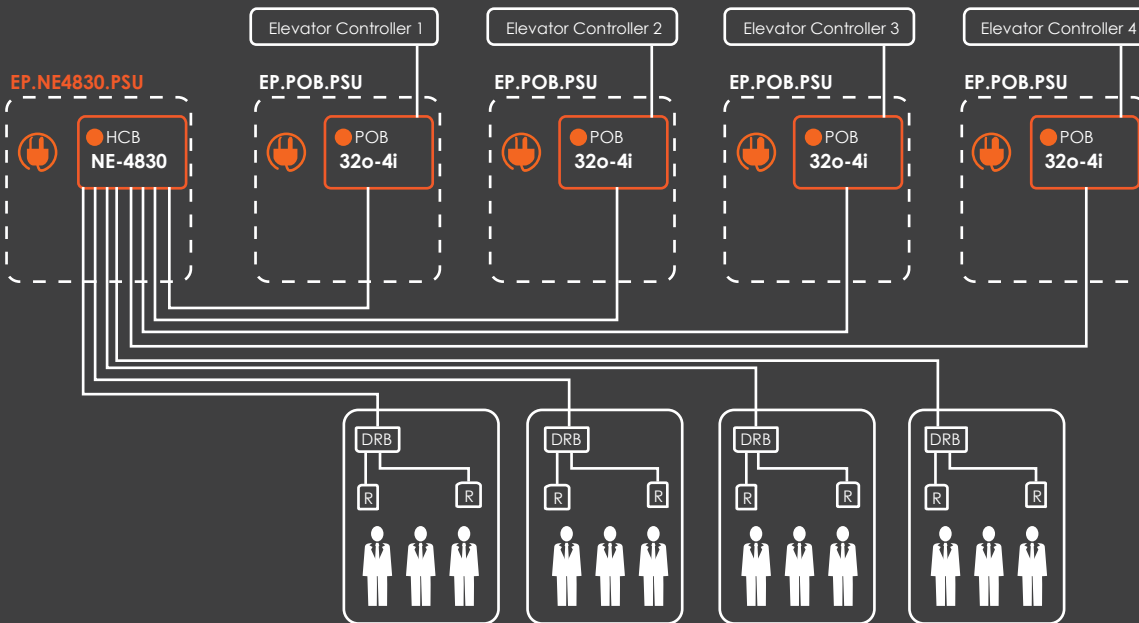 Elevator Controller 1
Elevator Controller 2
Elevator Controller 3
Elevator Controller 4
EP.NE4830.PSU
EP.POB.PSU
EP.POB.PSU
EP.POB.PSU
EP.POB.PSU
HCB
NE-4830
POB
32o-4i
POB
32o-4i
POB
32o-4i
POB
32o-4i
DRB
DRB
DRB
DRB
R
R
R
R
R
R
R
R